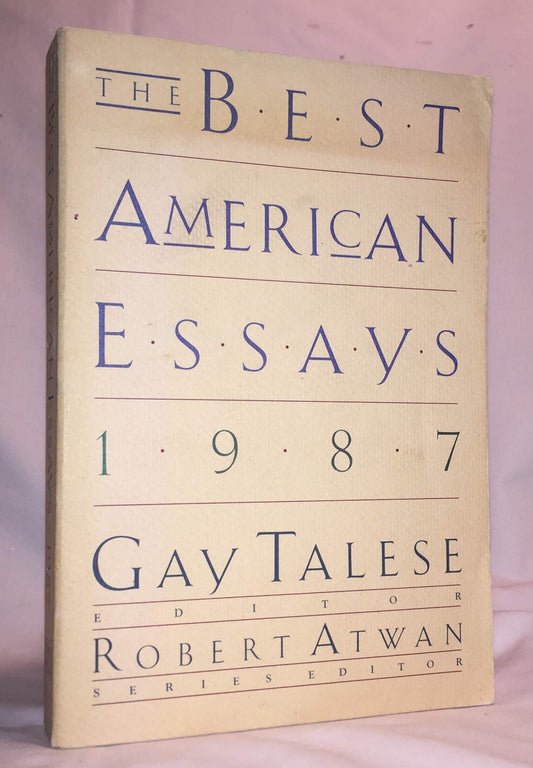 THE B·E·S·T
AMERICAN
E·S·S·A·Y·S
1·9·8·7
GAY TALESE
EDITOR
ROBERT ATWAN
SERIES EDITOR